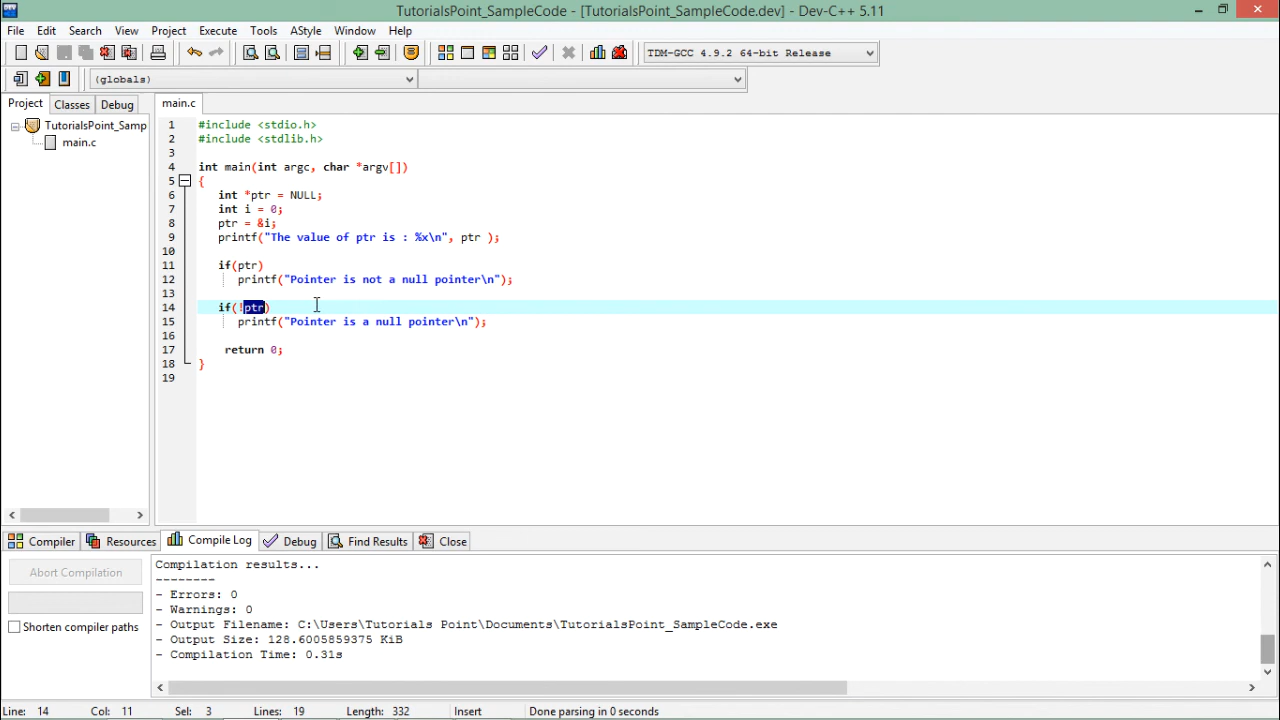 TutorialsPoint_SampleCode - [TutorialsPoint_SampleCode.dev] - Dev-C++ 5.11
File Edit Search View Project Execute Tools AStyle Window Help
TDM-GCC 4.9.2 64-bit Release
(globals)
Project Classes Debug
main.c
TutorialsPoint_Samp
main.c
1 #include <stdio.h>
2 #include <stdlib.h>
3
4 int main(int argc, char *argv[])
5 {
6 int *ptr = NULL;
7 int i = 0;
8 ptr = &i;
9 printf("The value of ptr is : %x\n", ptr );
10
11 if(ptr)
12 printf("Pointer is not a null pointer\n");
13
14 if(!ptr)
15 printf("Pointer is a null pointer\n");
16
17 return 0;
18 }
19
Compiler Resources Compile Log Debug Find Results Close
Abort Compilation
Shorten compiler paths
Compilation results...
--------
- Errors: 0
- Warnings: 0
- Output Filename: C:\Users\Tutorials Point\Documents\TutorialsPoint_SampleCode.exe
- Output Size: 128.6005859375 KiB
- Compilation Time: 0.31s
Line: 14 Col: 11 Sel: 3 Lines: 19 Length: 332 Insert Done parsing in 0 seconds